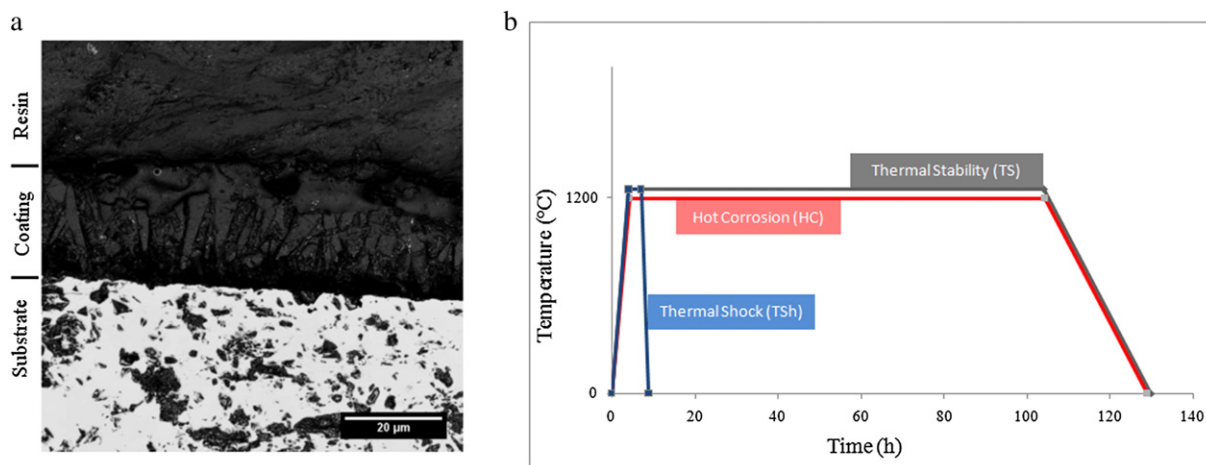 a
Resin
Coating
Substrate
20 µm
b
Temperature (°C)
1200
0
Thermal Stability (TS)
Hot Corrosion (HC)
Thermal Shock (TSh)
20 40 60 80 100 120 140
Time (h)